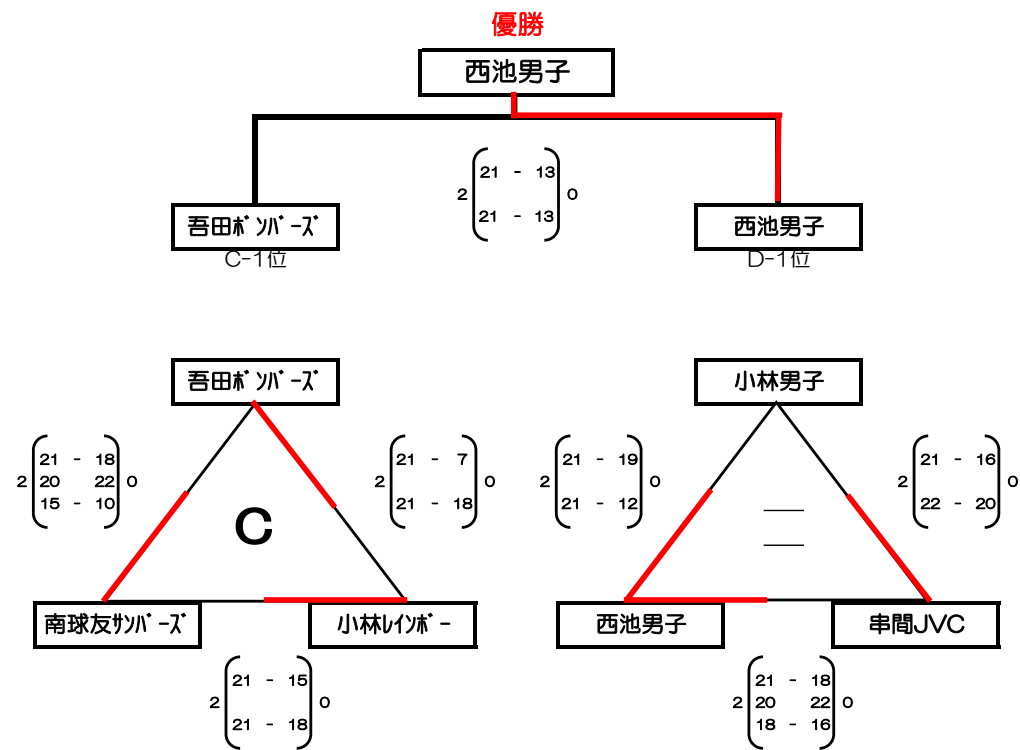 優勝
西池男子
2 21 - 13 0
21 - 13
吾田ﾎﾞﾝﾊﾞｰｽﾞ
西池男子
C-1位
D-1位
吾田ﾎﾞﾝﾊﾞｰｽﾞ
小林男子
21 - 18
2 20 22 0
15 - 10
21 - 7
2 0
21 - 18
21 - 19
2 0
21 - 12
21 - 16
2 0
22 - 20
C
南球友ｻﾝﾊﾞｰｽﾞ
小林ﾚｲﾝﾎﾞｰ
西池男子
串間JVC
21 - 15
2 0
21 - 18
21 - 18
2 20 22 0
18 - 16